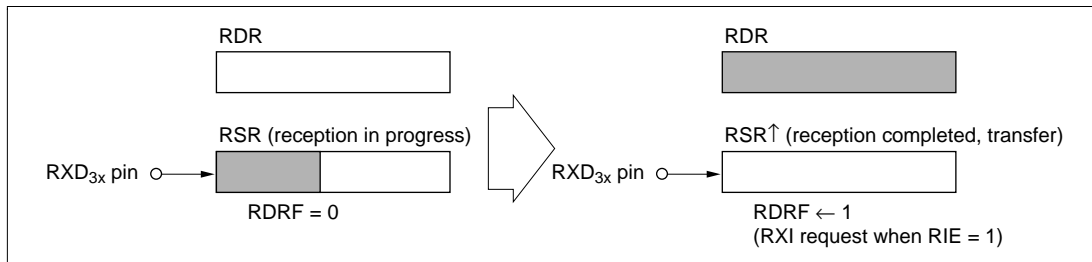 RDR
RSR (reception in progress)
RXD3x pin
RDRF = 0
RDR
RSR↑ (reception completed, transfer)
RXD3x pin
RDRF ← 1
(RXI request when RIE = 1)